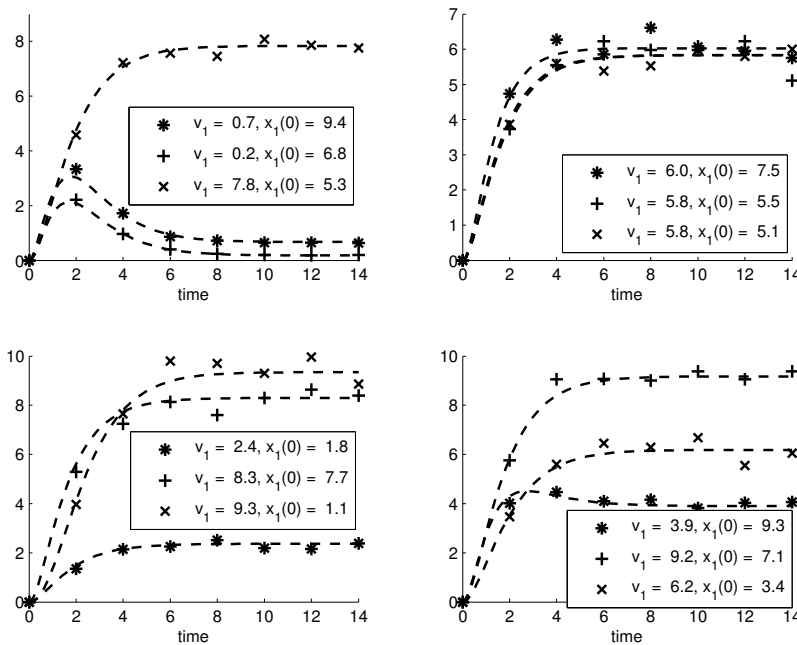 8
6
4
2
0
0 2 4 6 8 10 12 14
time
v1 = 0.7, x1(0) = 9.4
v1 = 0.2, x1(0) = 6.8
v1 = 7.8, x1(0) = 5.3
7
6
5
4
3
2
1
0
0 2 4 6 8 10 12 14
time
v1 = 6.0, x1(0) = 7.5
v1 = 5.8, x1(0) = 5.5
v1 = 5.8, x1(0) = 5.1
10
8
6
4
2
0
0 2 4 6 8 10 12 14
time
v1 = 2.4, x1(0) = 1.8
v1 = 8.3, x1(0) = 7.7
v1 = 9.3, x1(0) = 1.1
10
8
6
4
2
0
0 2 4 6 8 10 12 14
time
v1 = 3.9, x1(0) = 9.3
v1 = 9.2, x1(0) = 7.1
v1 = 6.2, x1(0) = 3.4